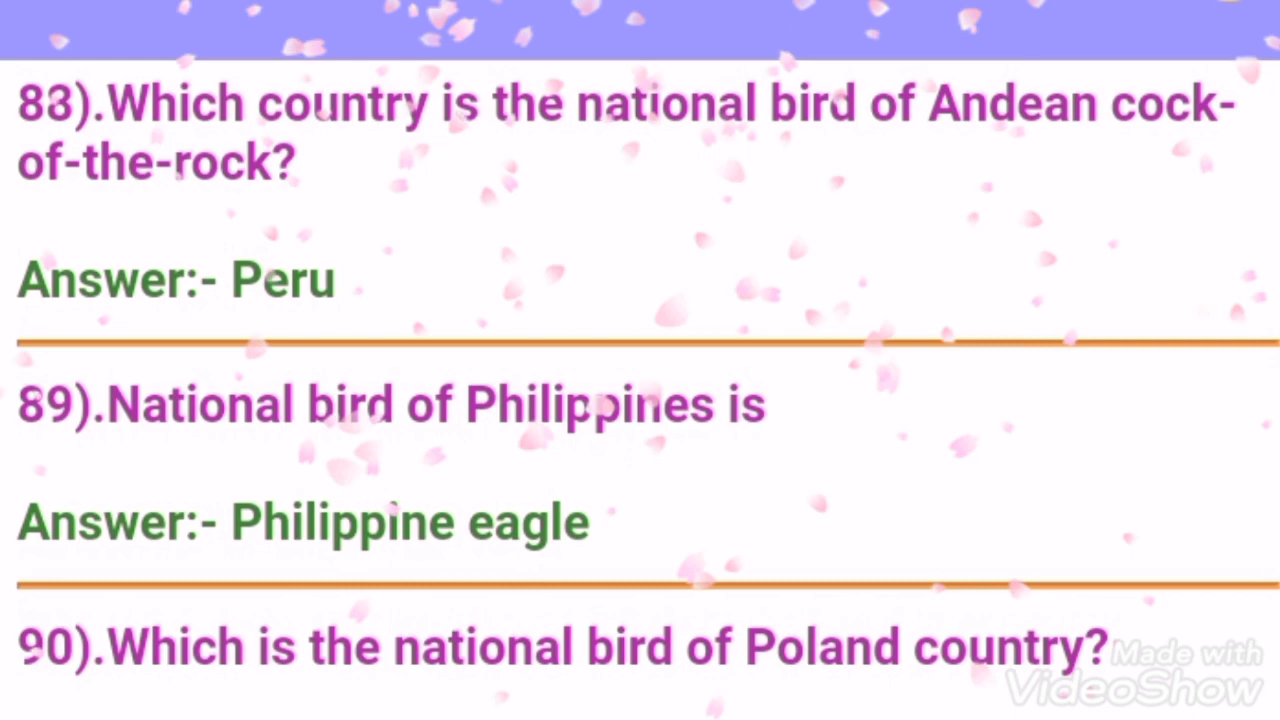 83).Which country is the national bird of Andean cock-
of-the-rock?
Answer:- Peru
89).National bird of Philippines is
Answer:- Philippine eagle
90).Which is the national bird of Poland country?
Made with
VideoShow